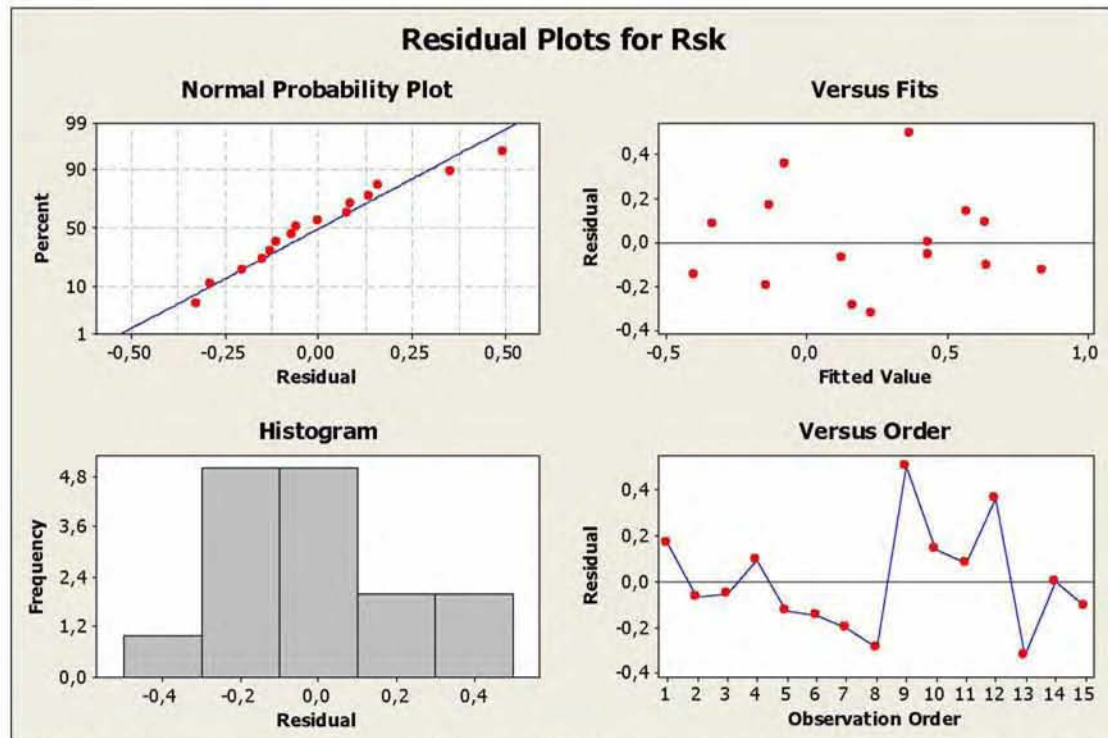 Residual Plots for Rsk
Normal Probability Plot
99
90
50
10
1
Percent
-0,50 -0,25 0,00 0,25 0,50
Residual
Versus Fits
0,4
0,2
0,0
-0,2
-0,4
Residual
-0,5 0,0 0,5 1,0
Fitted Value
Histogram
4,8
3,6
2,4
1,2
0,0
Frequency
-0,4 -0,2 0,0 0,2 0,4
Residual
Versus Order
0,4
0,2
0,0
-0,2
-0,4
Residual
1 2 3 4 5 6 7 8 9 10 11 12 13 14 15
Observation Order